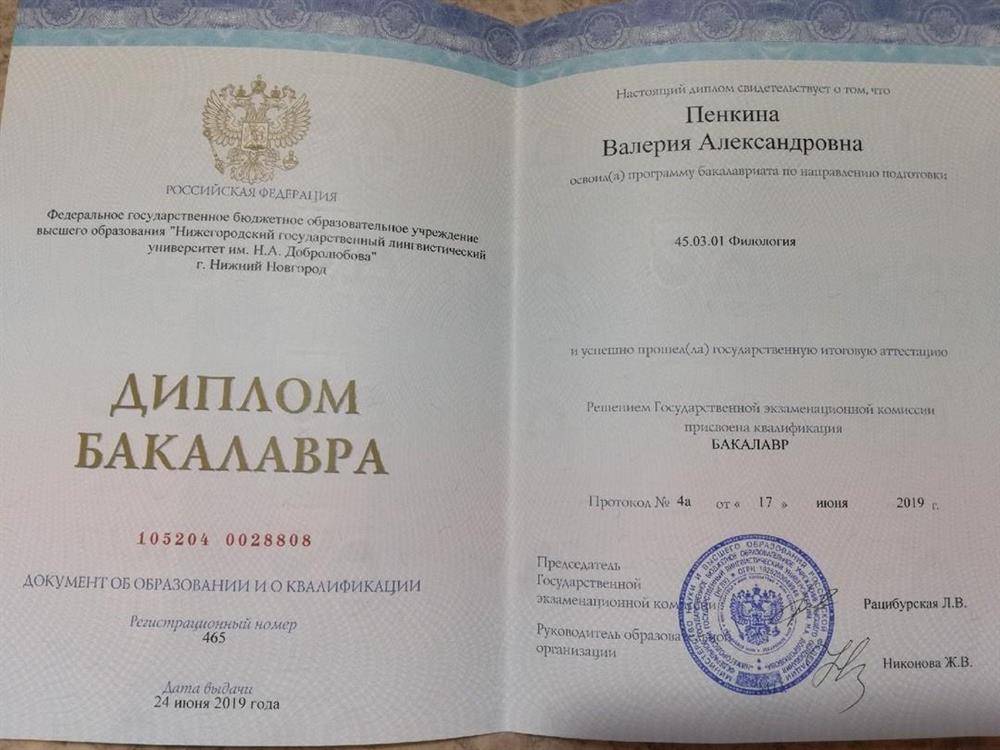 РОССИЙСКАЯ ФЕДЕРАЦИЯ
Федеральное государственное бюджетное образовательное учреждение
высшего образования "Нижегородский государственный лингвистический
университет им. Н.А. Добролюбова"
г. Нижний Новгород
ДИПЛОМ
БАКАЛАВРА
105204 0028808
ДОКУМЕНТ ОБ ОБРАЗОВАНИИ И О КВАЛИФИКАЦИИ
Регистрационный номер
465
Дата выдачи
24 июня 2019 года
Настоящий диплом свидетельствует о том, что
Пенкина
Валерия Александровна
освоил(а) программу бакалавриата по направлению подготовки
45.03.01 Филология
и успешно прошел(ла) государственную итоговую аттестацию
Решением Государственной экзаменационной комиссии
присвоена квалификация
БАКАЛАВР
Протокол № 4а от « 17 » июня 2019 г.
Председатель
Государственной
экзаменационной комиссии
Рацибурская Л.В.
Руководитель образовательной
организации
Никонова Ж.В.